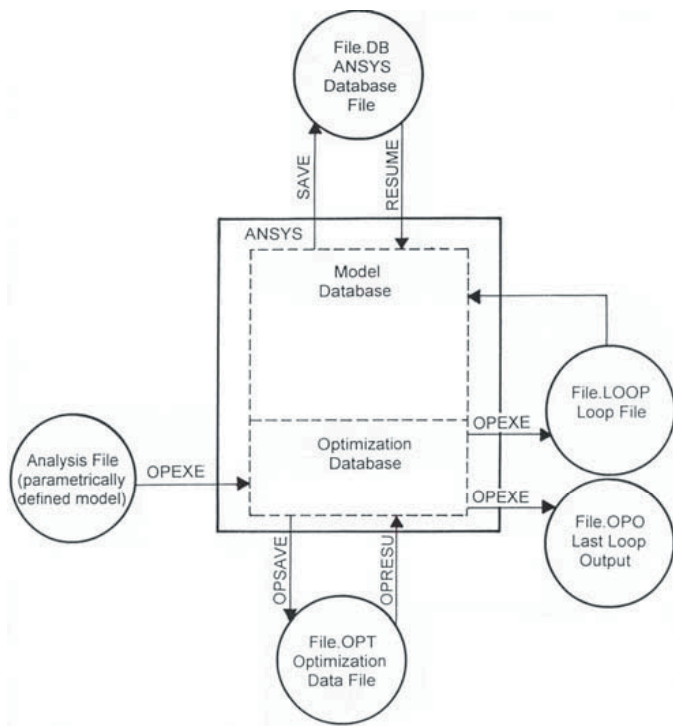 File.DB
ANSYS
Database
File
SAVE
RESUME
ANSYS
Model
Database
File.LOOP
Loop File
OPEXE
Optimization
Database
Analysis File
(parametrically
defined model)
OPEXE
OPEXE
File.OPO
Last Loop
Output
OPSAVE
OPRESU
File.OPT
Optimization
Data File